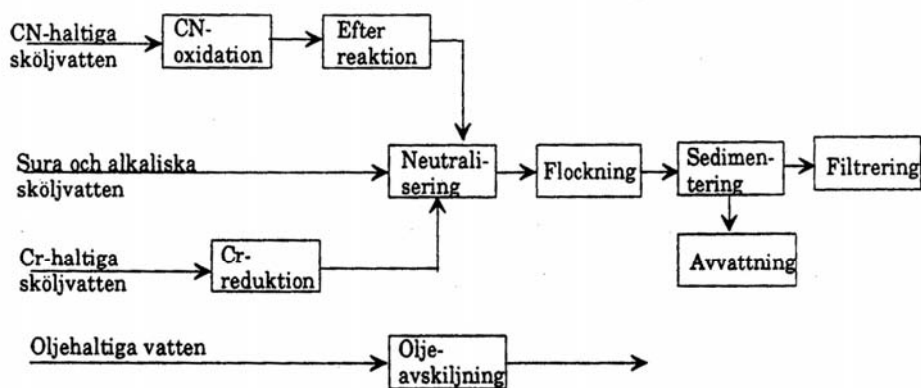 CN-haltiga
sköljvatten
CN-
oxidation
Efter
reaktion
Sura och alkaliska
sköljvatten
Neutrali-
sering
Flockning
Sedimen-
tering
Filtrering
Avvattning
Cr-haltiga
sköljvatten
Cr-
reduktion
Oljehaltiga vatten
Olje-
avskiljning